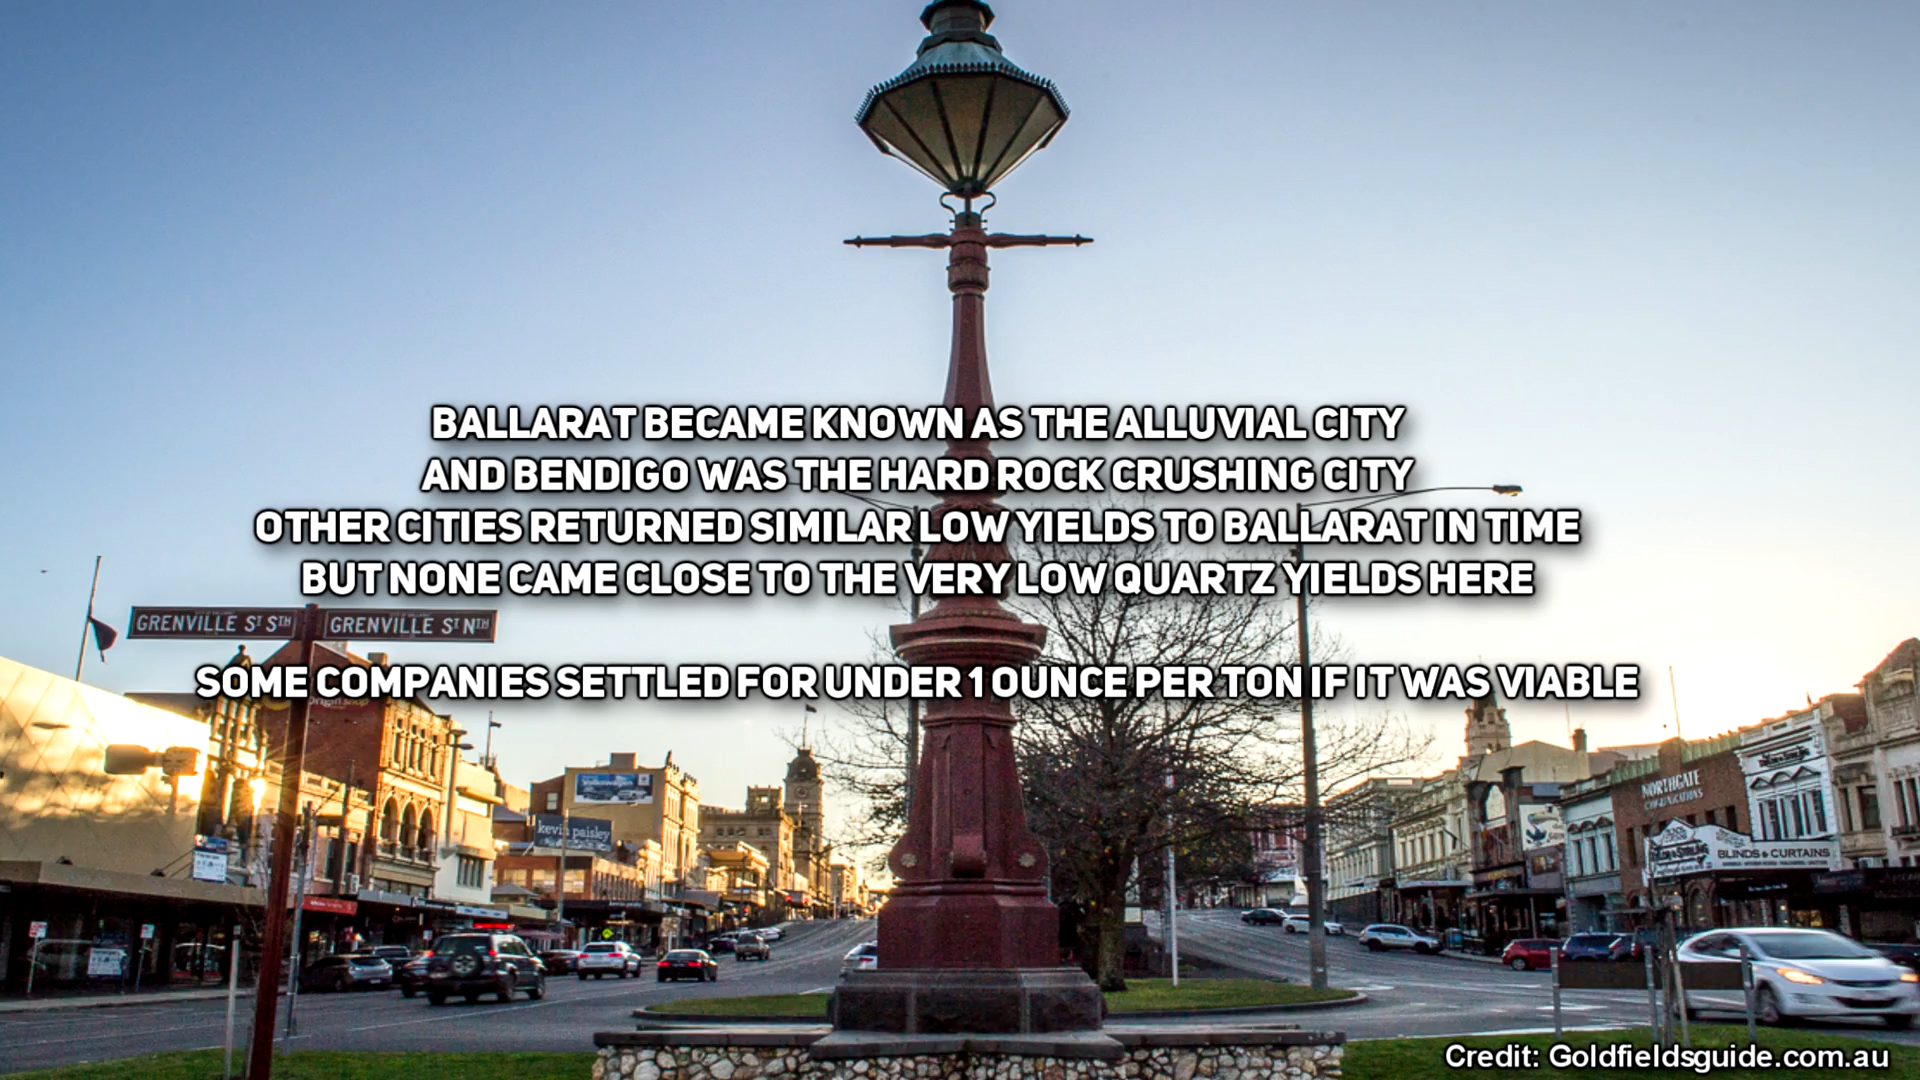 BALLARAT BECAME KNOWN AS THE ALLUVIAL CITY
AND BENDIGO WAS THE HARD ROCK CRUSHING CITY
OTHER CITIES RETURNED SIMILAR LOW YIELDS TO BALLARAT IN TIME
BUT NONE CAME CLOSE TO THE VERY LOW QUARTZ YIELDS HERE
GRENVILLE ST STH
GRENVILLE ST NTH
SOME COMPANIES SETTLED FOR UNDER 1 OUNCE PER TON IF IT WAS VIABLE
kevin paisley
NORTHGATE
COMMUNICATIONS
BLINDS & CURTAINS
Credit: Goldfieldsguide.com.au